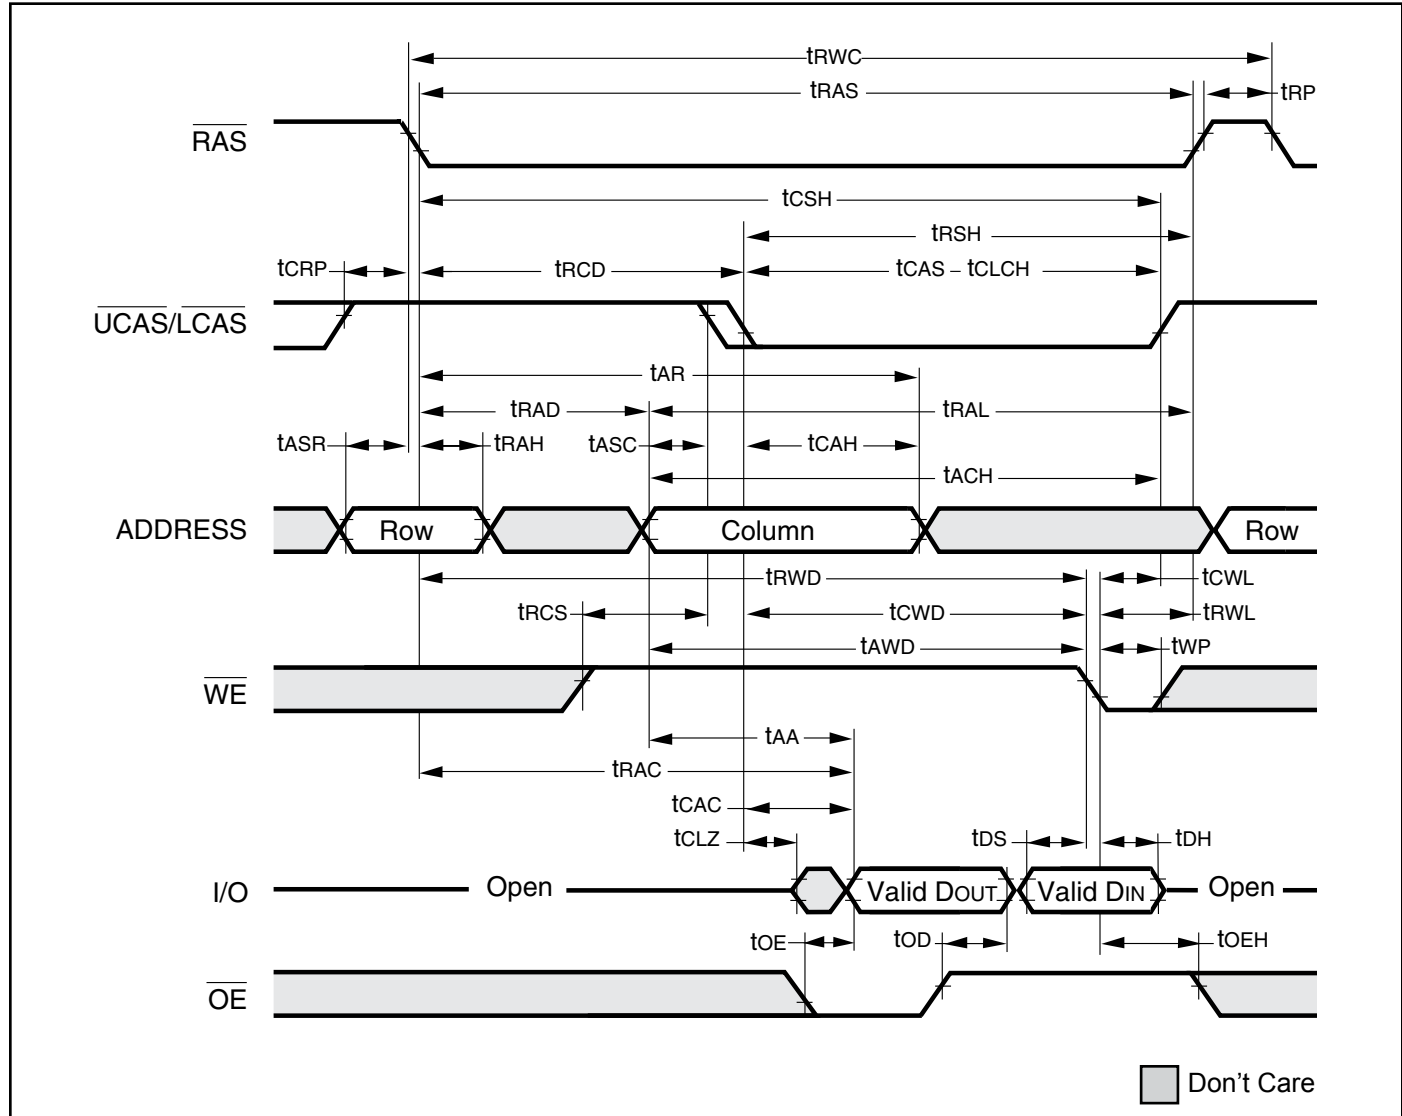 tRWC
tRAS
tRP
RAS
tCSH
tRSH
tCRP
tRCD
tCAS – tCLCH
UCAS/LCAS
tAR
tRAD
tRAL
tASR
tRAH
tASC
tCAH
tACH
ADDRESS
Row
Column
Row
tRWD
tCWL
tRCS
tCWD
tRWL
tAWD
tWP
WE
tAA
tRAC
tCAC
tCLZ
tDS
tDH
I/O
Open
Valid DOUT
Valid DIN
Open
tOE
tOD
tOEH
OE
Don't Care